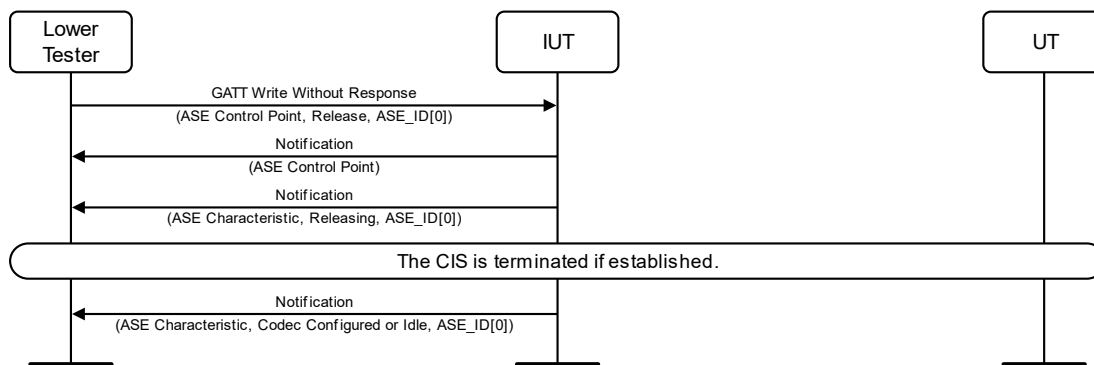 Lower
Tester
IUT
UT
GATT Write Without Response
(ASE Control Point, Release, ASE_ID[0])
Notification
(ASE Control Point)
Notification
(ASE Characteristic, Releasing, ASE_ID[0])
The CIS is terminated if established.
Notification
(ASE Characteristic, Codec Configured or Idle, ASE_ID[0])